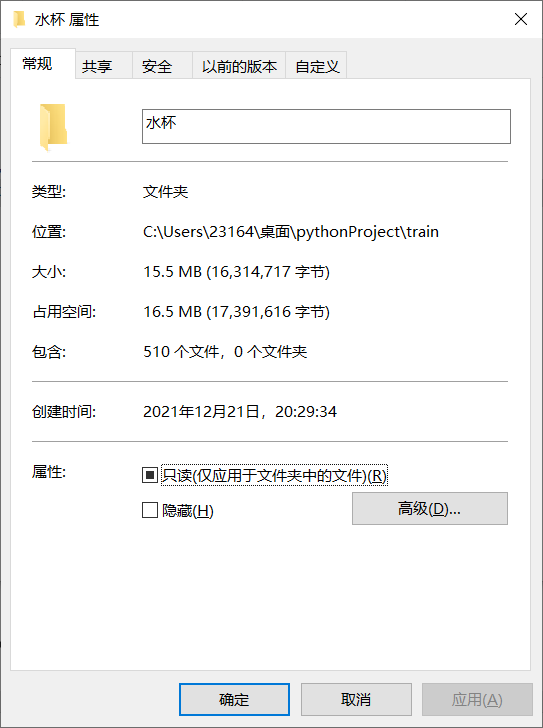 水杯 属性
常规 共享 安全 以前的版本 自定义
水杯
类型: 文件夹
位置: C:\Users\23164\桌面\pythonProject\train
大小: 15.5 MB (16,314,717 字节)
占用空间: 16.5 MB (17,391,616 字节)
包含: 510 个文件，0 个文件夹
创建时间: 2021年12月21日，20:29:34
属性: 只读(仅应用于文件夹中的文件)(R)
隐藏(H) 高级(D)...
确定 取消 应用(A)